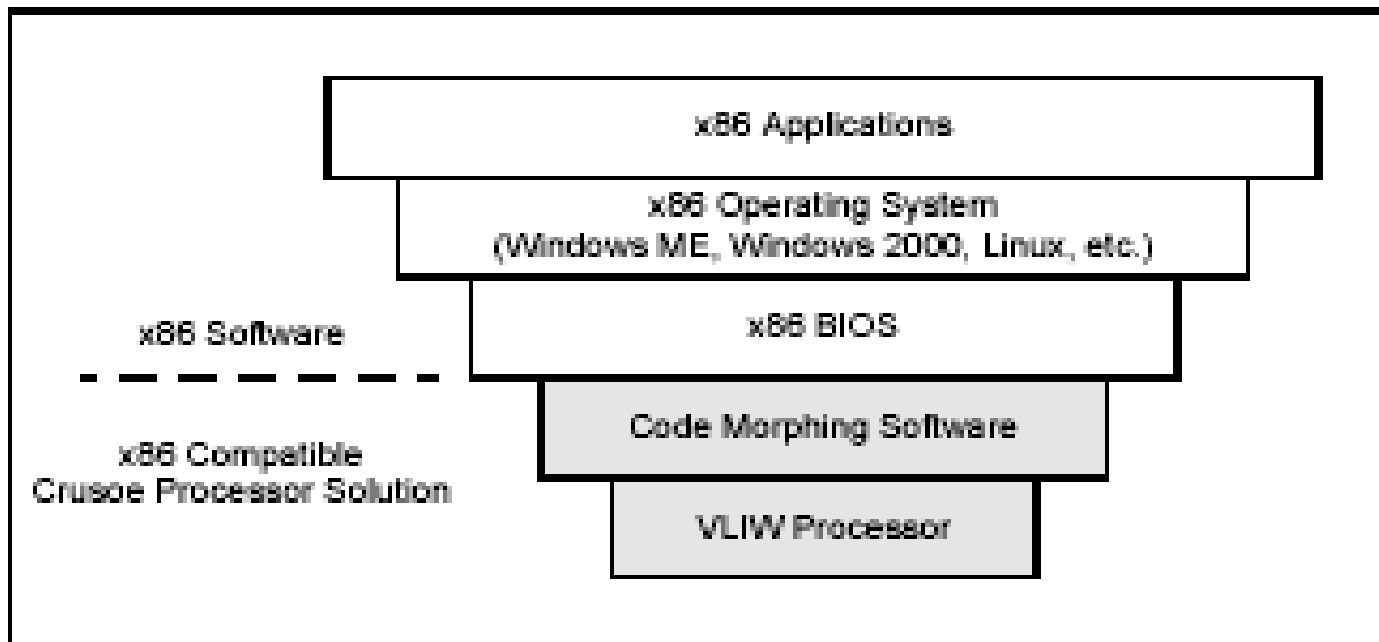 x86 Applications
x86 Operating System
(Windows ME, Windows 2000, Linux, etc.)
x86 BIOS
x86 Software
Code Morphing Software
x86 Compatible
Crusoe Processor Solution
VLIW Processor